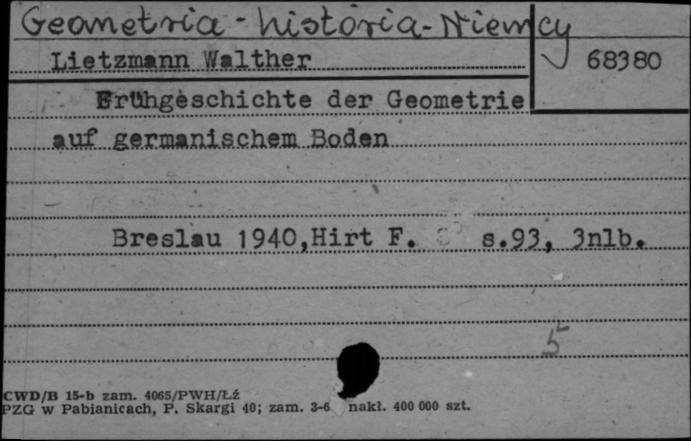 Geometria - historia - Niemcy
Lietzmann Walther
68380
Frühgeschichte der Geometrie
auf germanischem Boden
Breslau 1940,Hirt F. s.93, 3nlb.
5
CWD/B 15-b zam. 4065/PWH/Łź
PZG w Pabianicach, P. Skargi 40; zam. 3-6 nakł. 400 000 szt.